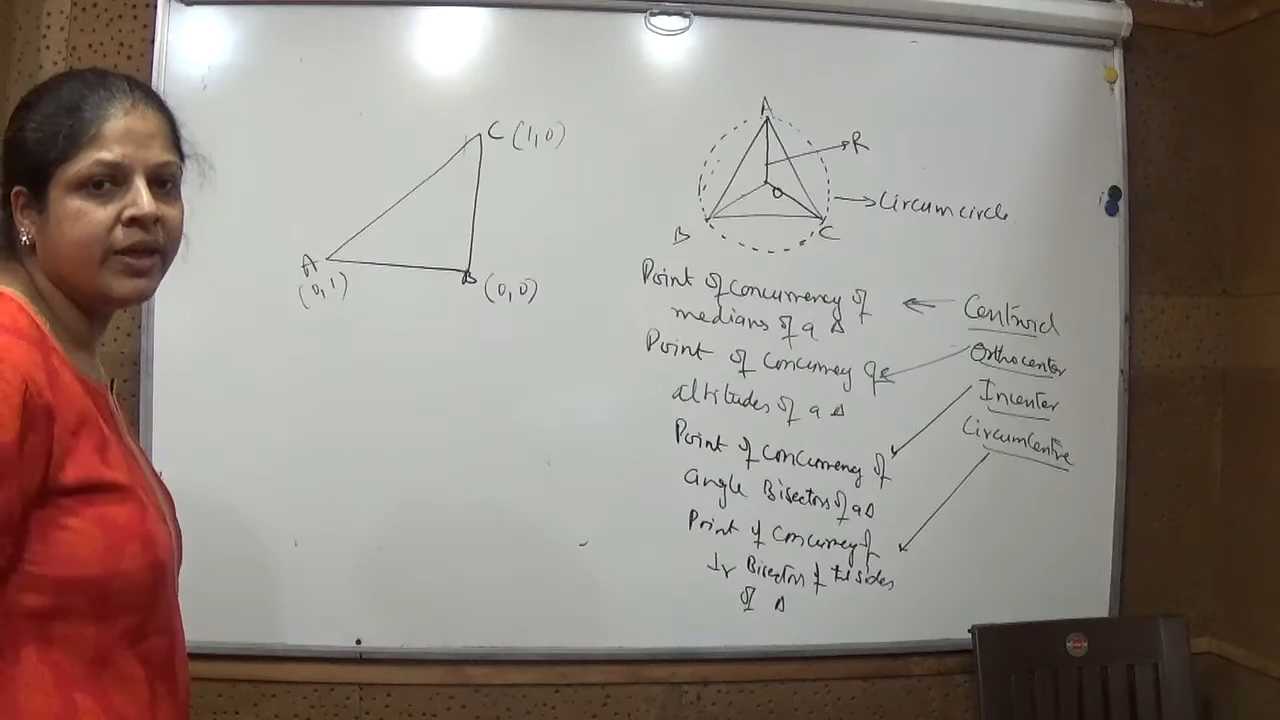 C (1,0)
A
(0,1)
B (0,0)
A
R
O
Circumcircle
B
C
Point of Concurrency of
medians of a Δ
Centroid
Point of Concurrency of
altitudes of a Δ
Orthocenter
Point of Concurrency of
angle Bisectors of a Δ
Incenter
Point of Concurrency of
⊥r Bisectors of the sides
of Δ
Circumcentre